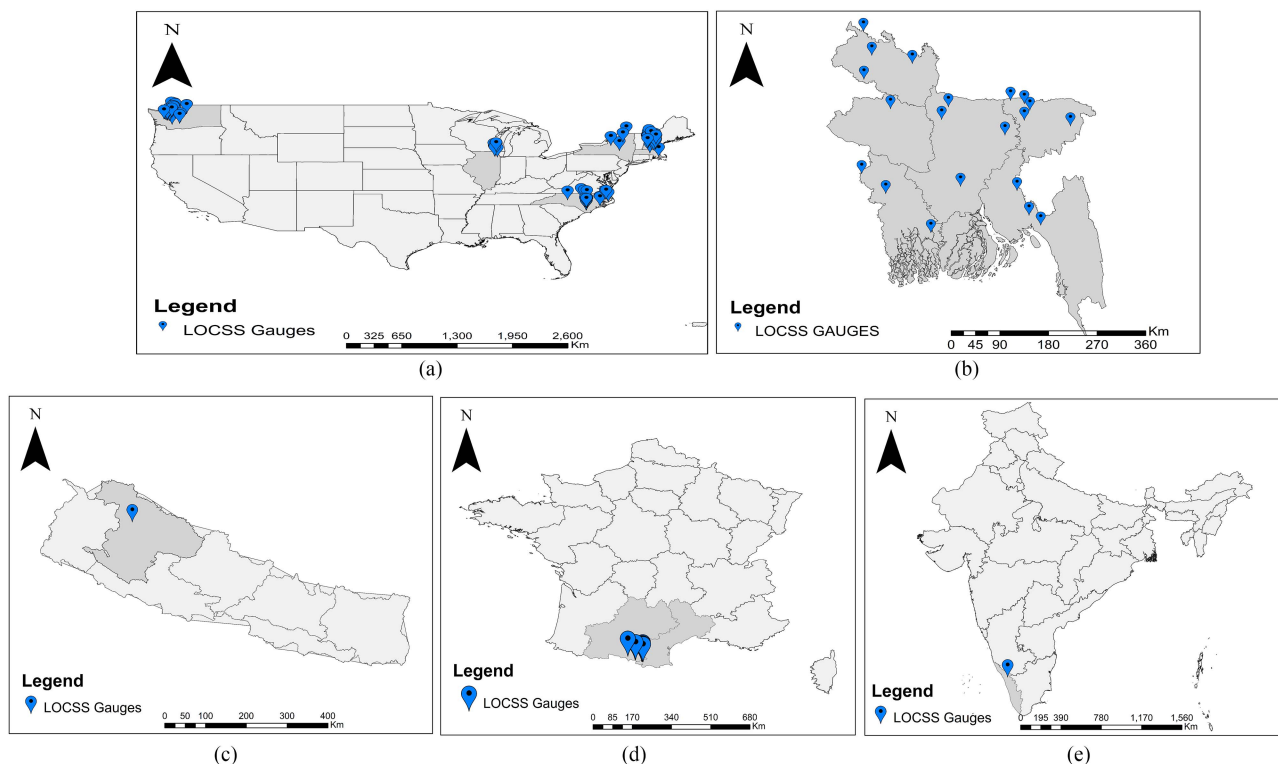 N
Legend
LOCSS Gauges
0 325 650 1,300 1,950 2,600
Km
(a)
N
Legend
LOCSS GAUGES
Km
0 45 90 180 270 360
(b)
N
Legend
LOCSS Gauges
0 50 100 200 300 400
Km
(c)
N
Legend
LOCSS Gauges
0 85 170 340 510 680
Km
(d)
N
Legend
LOCSS Gauges
0 195 390 780 1,170 1,560
Km
(e)